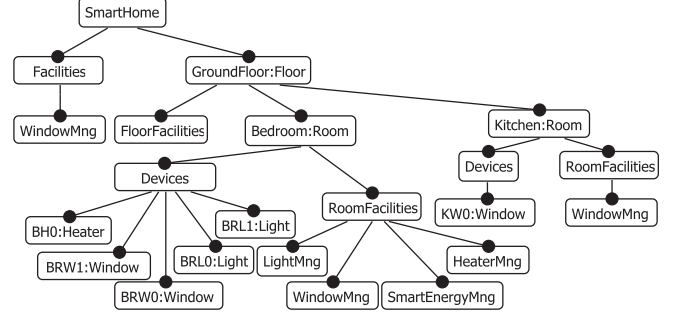 SmartHome
Facilities
GroundFloor:Floor
WindowMng
FloorFacilities
Bedroom:Room
Kitchen:Room
Devices
RoomFacilities
Devices
RoomFacilities
KW0:Window
WindowMng
BH0:Heater
BRL1:Light
BRW1:Window
BRL0:Light
LightMng
HeaterMng
BRW0:Window
WindowMng
SmartEnergyMng